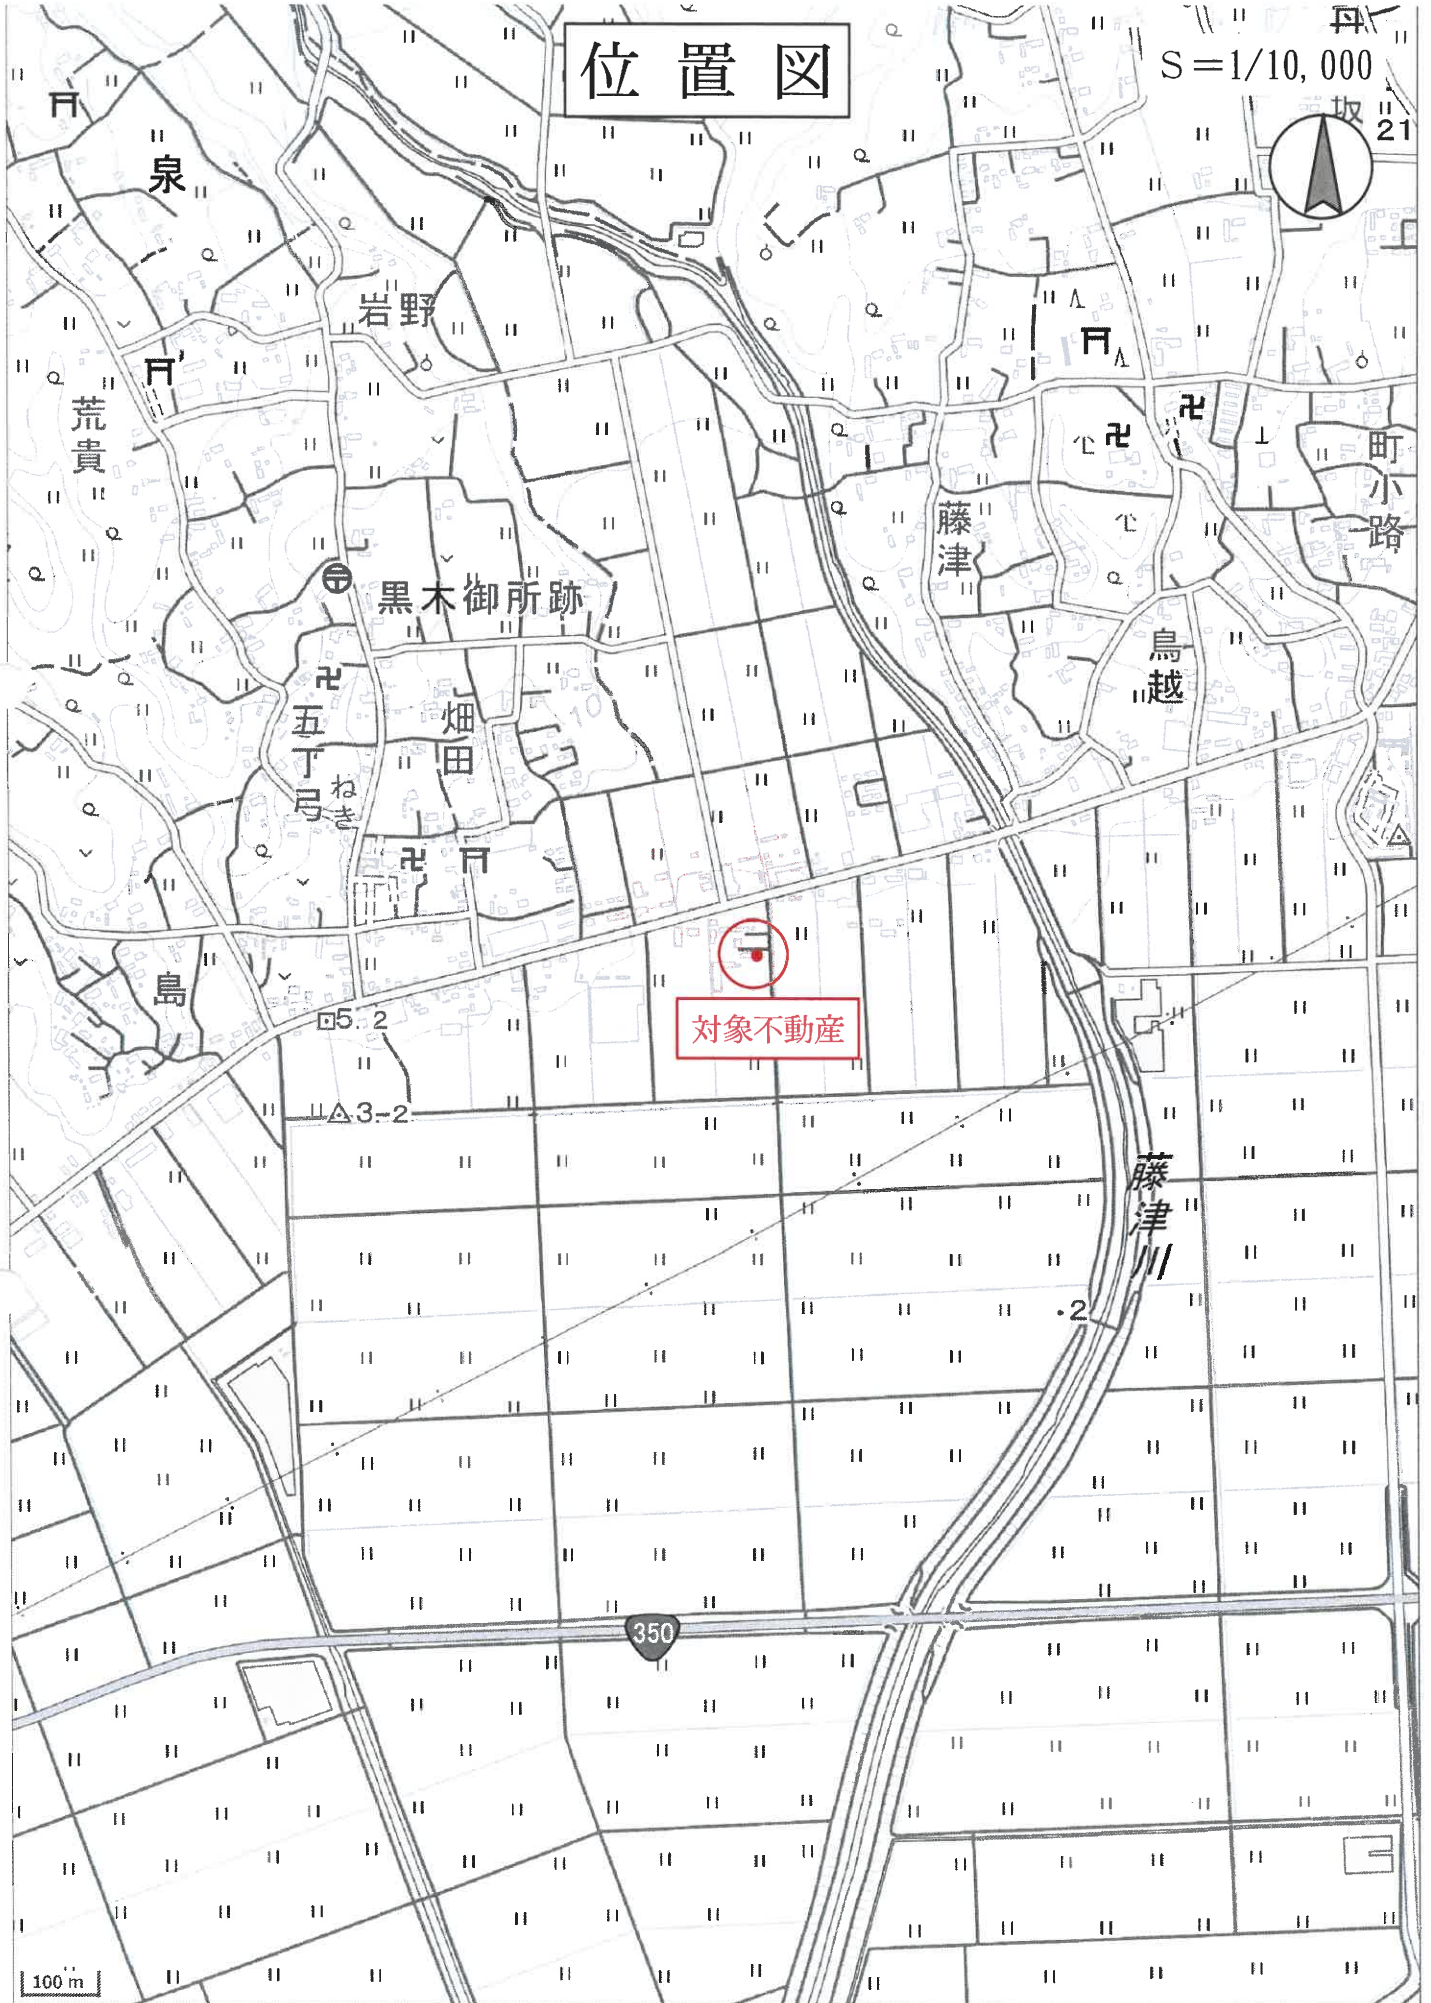 位置図
S=1/10,000
丹
坂
21
泉
岩野
荒貴
町小路
藤津
黒木御所跡
鳥越
五丁弓
ねき
畑田
島
5.2
対象不動産
3.2
藤津川
2
350
100 m